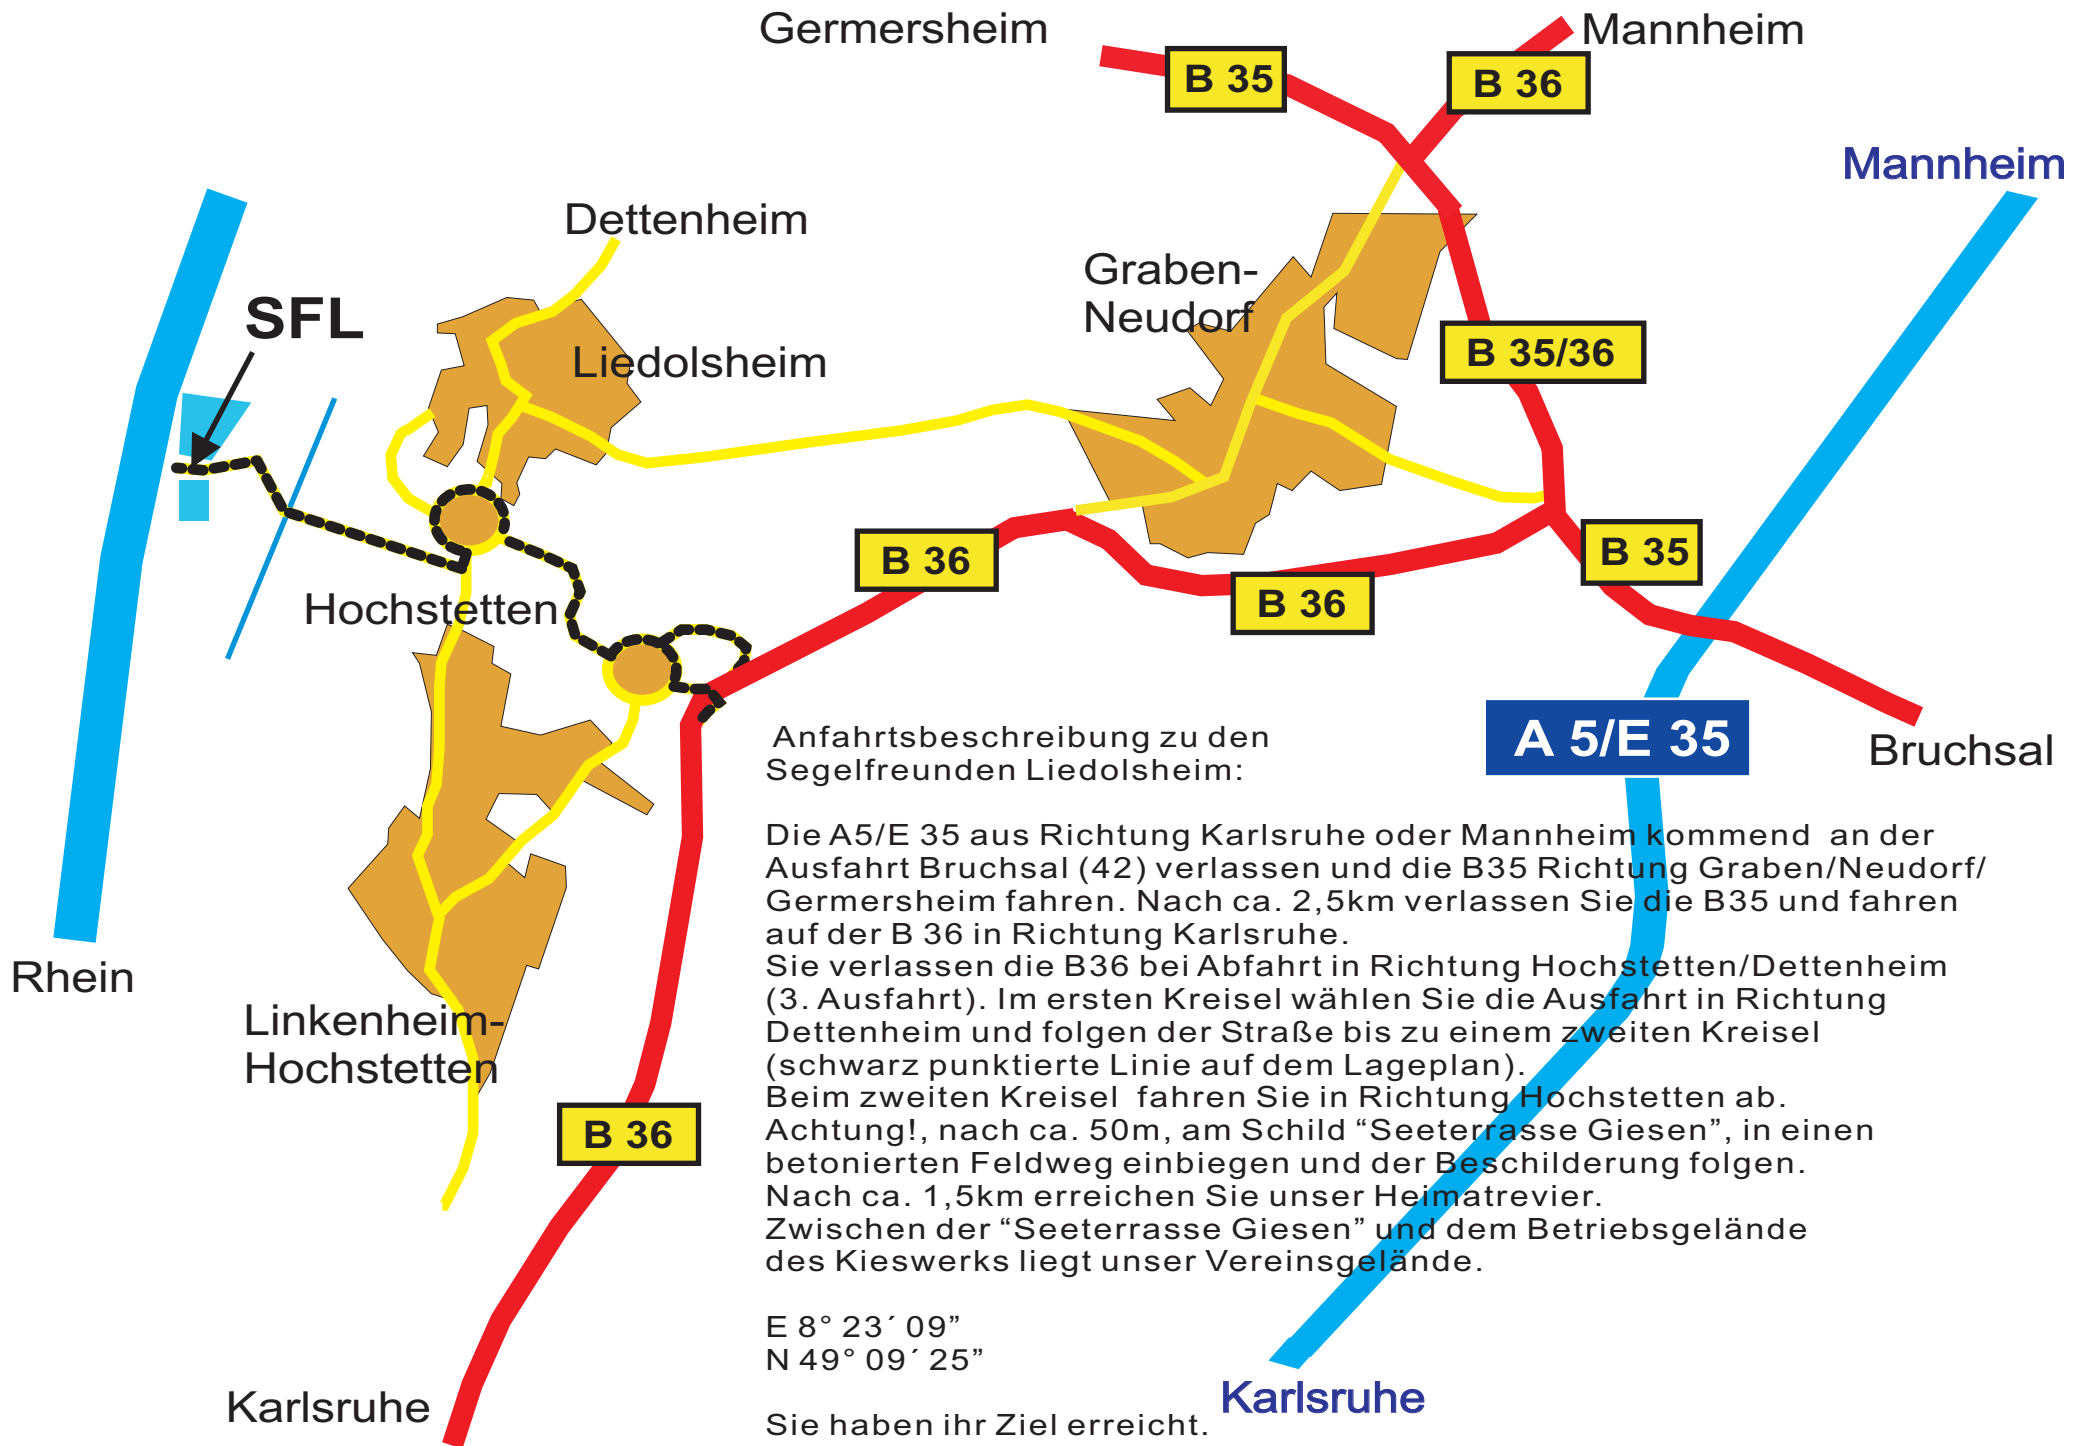 Germersheim
Mannheim
B 35
B 36
Mannheim
Dettenheim
Graben-
Neudorf
SFL
Liedolsheim
B 35/36
B 36
B 35
B 36
Hochstetten
A 5/E 35
Bruchsal
Rhein
Linkenheim-
Hochstetten
B 36
Karlsruhe
Karlsruhe
Anfahrtsbeschreibung zu den
Segelfreunden Liedolsheim:
Die A5/E 35 aus Richtung Karlsruhe oder Mannheim kommend an der
Ausfahrt Bruchsal (42) verlassen und die B35 Richtung Graben/Neudorf/
Germersheim fahren. Nach ca. 2,5km verlassen Sie die B35 und fahren
auf der B 36 in Richtung Karlsruhe.
Sie verlassen die B36 bei Abfahrt in Richtung Hochstetten/Dettenheim
(3. Ausfahrt). Im ersten Kreisel wählen Sie die Ausfahrt in Richtung
Dettenheim und folgen der Straße bis zu einem zweiten Kreisel
(schwarz punktierte Linie auf dem Lageplan).
Beim zweiten Kreisel fahren Sie in Richtung Hochstetten ab.
Achtung!, nach ca. 50m, am Schild “Seeterrasse Giesen”, in einen
betonierten Feldweg einbiegen und der Beschilderung folgen.
Nach ca. 1,5km erreichen Sie unser Heimatrevier.
Zwischen der “Seeterrasse Giesen” und dem Betriebsgelände
des Kieswerks liegt unser Vereinsgelände.
E 8° 23´ 09”
N 49° 09´ 25”
Sie haben ihr Ziel erreicht.